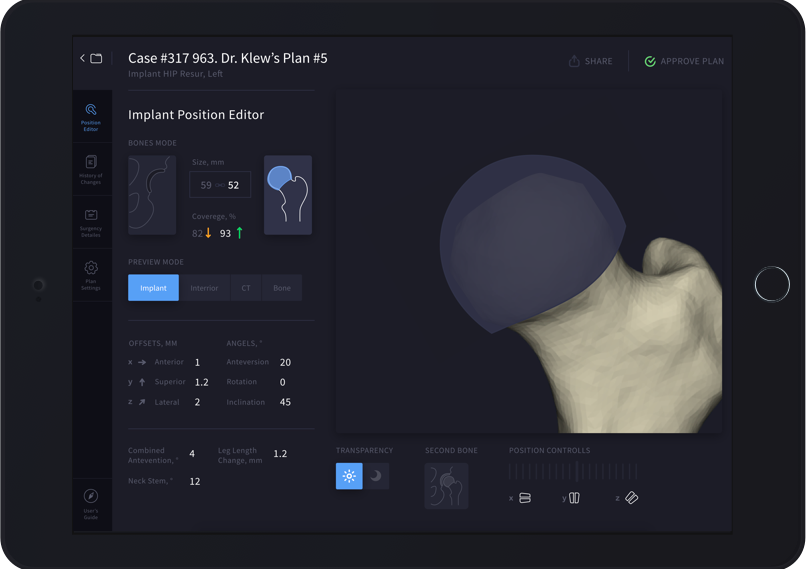 Case #317 963. Dr. Klew’s Plan #5
Implant HIP Resur, Left
SHARE
APPROVE PLAN
Position
Editor
History of
Changes
Surgency
Detailes
Plan
Settings
User's
Guide
Implant Position Editor
BONES MODE
Size, mm
59 52
Coverege, %
82 93
PREVIEW MODE
Implant Interrior CT Bone
OFFSETS, MM ANGELS, °
x Anterior 1 Anteversion 20
y Superior 1.2 Rotation 0
z Lateral 2 Inclination 45
Combined
Antevention, ° 4
Leg Length
Change, mm 1.2
Neck Stem, ° 12
TRANSPARENCY SECOND BONE POSITION CONTROLLS
x y z